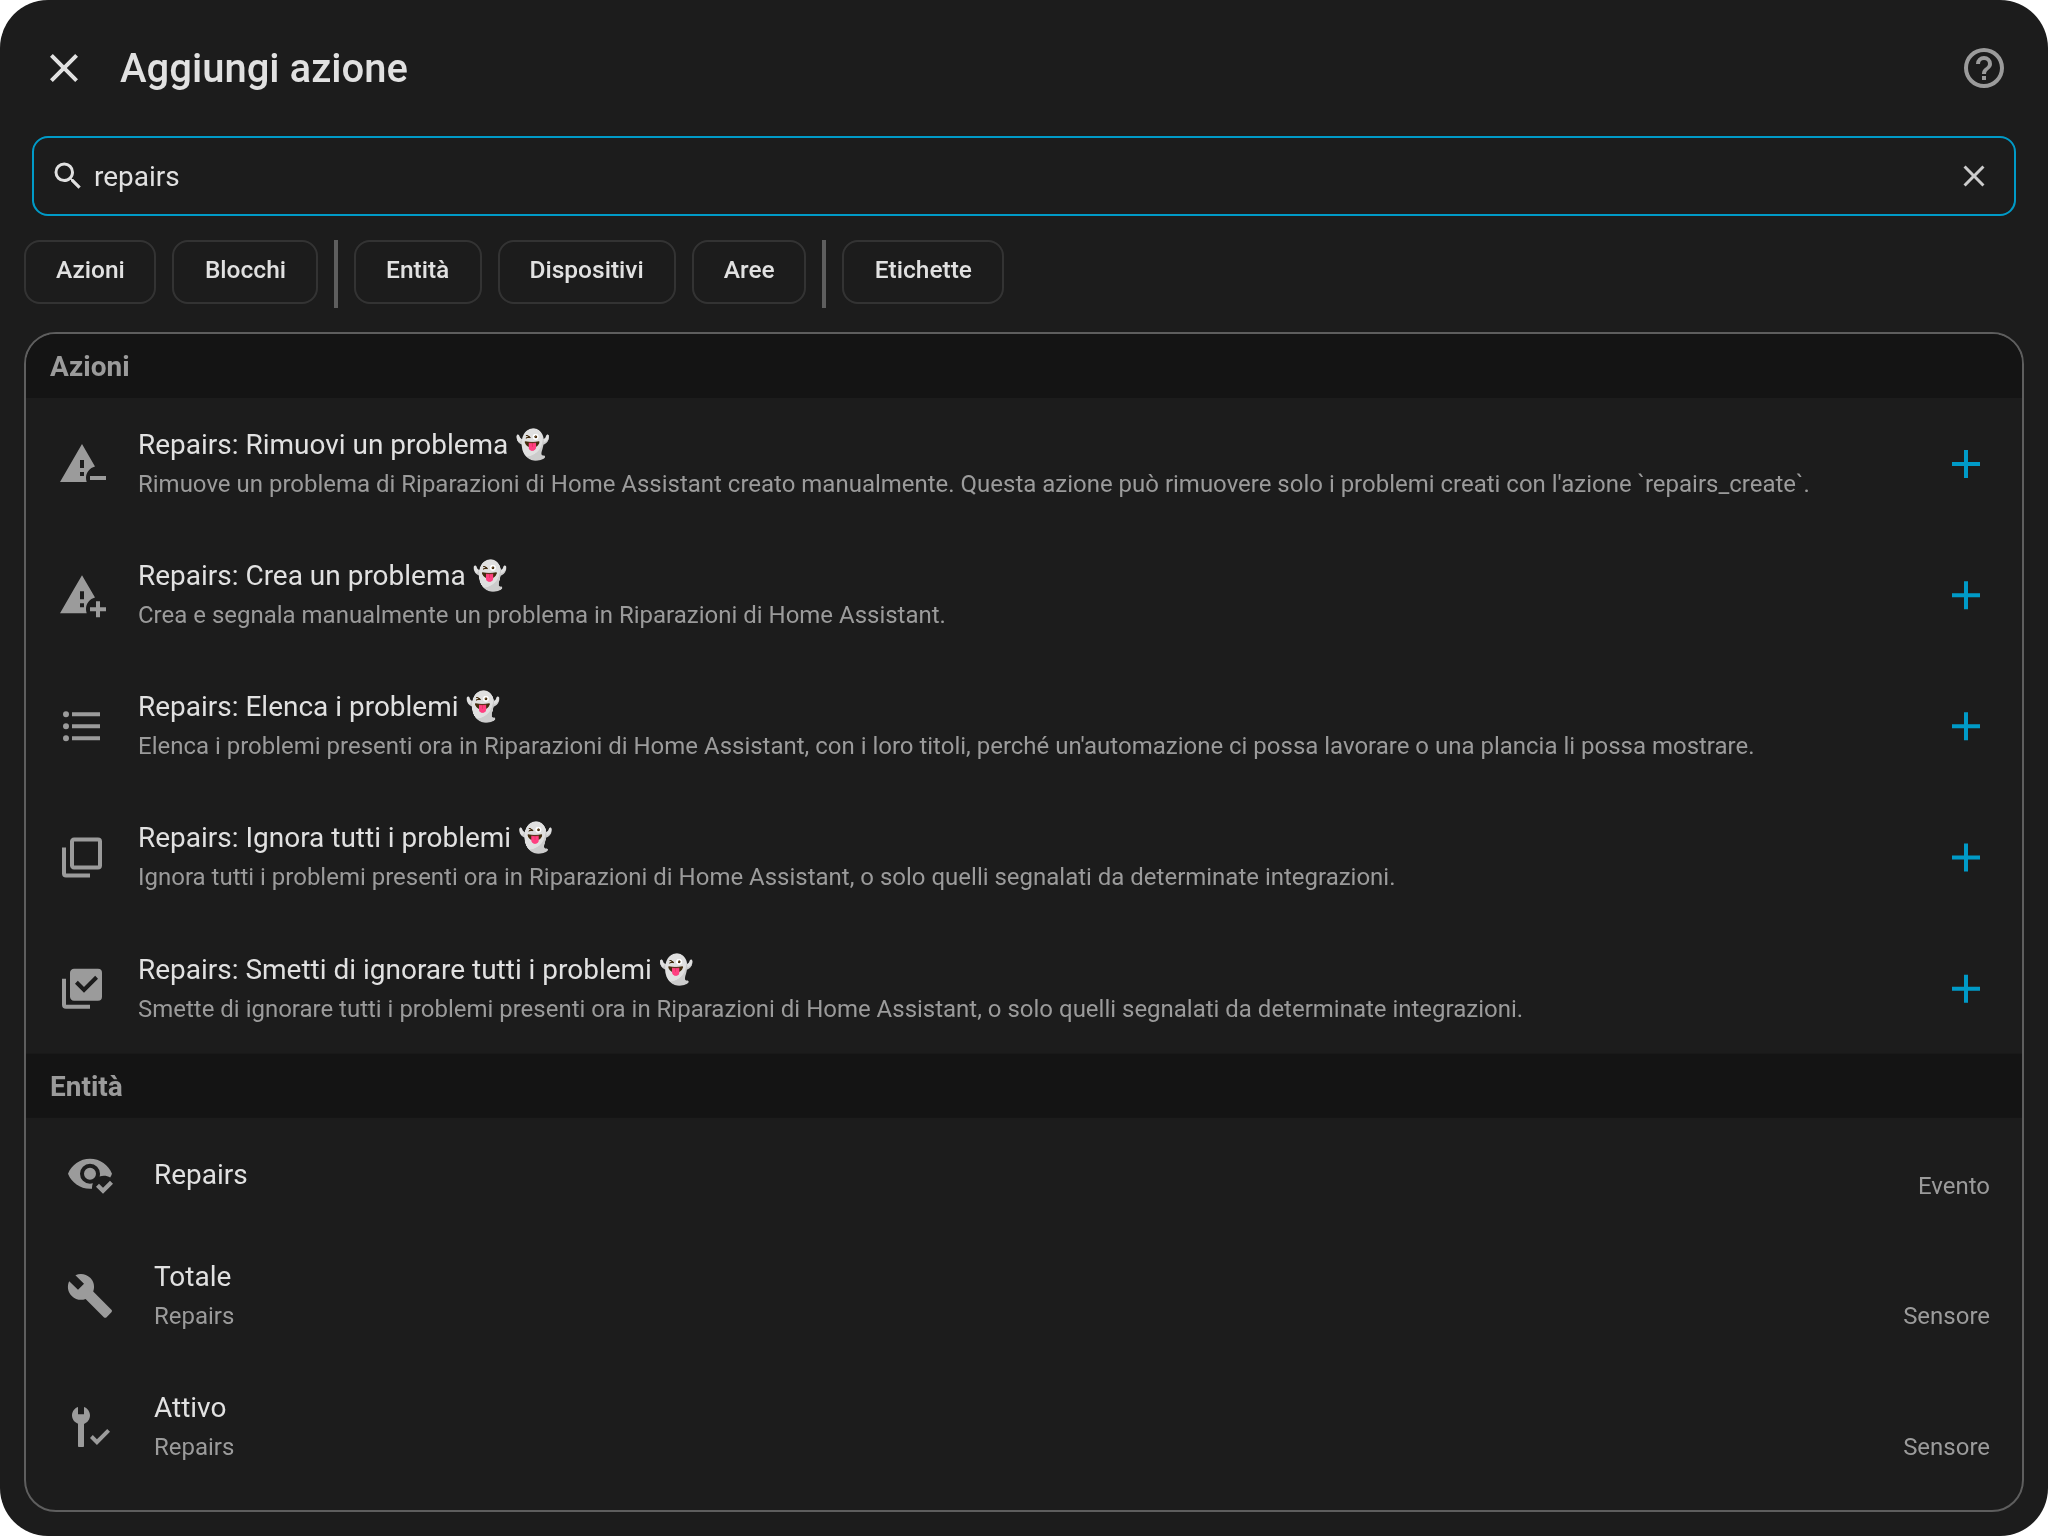 Aggiungi azione
repairs
Azioni
Blocchi
Entità
Dispositivi
Aree
Etichette
Azioni
Repairs: Rimuovi un problema 👻
Rimuove un problema di Riparazioni di Home Assistant creato manualmente. Questa azione può rimuovere solo i problemi creati con l'azione `repairs_create`.
Repairs: Crea un problema 👻
Crea e segnala manualmente un problema in Riparazioni di Home Assistant.
Repairs: Elenca i problemi 👻
Elenca i problemi presenti ora in Riparazioni di Home Assistant, con i loro titoli, perché un'automazione ci possa lavorare o una plancia li possa mostrare.
Repairs: Ignora tutti i problemi 👻
Ignora tutti i problemi presenti ora in Riparazioni di Home Assistant, o solo quelli segnalati da determinate integrazioni.
Repairs: Smetti di ignorare tutti i problemi 👻
Smette di ignorare tutti i problemi presenti ora in Riparazioni di Home Assistant, o solo quelli segnalati da determinate integrazioni.
Entità
Repairs
Evento
Totale
Repairs
Sensore
Attivo
Repairs
Sensore